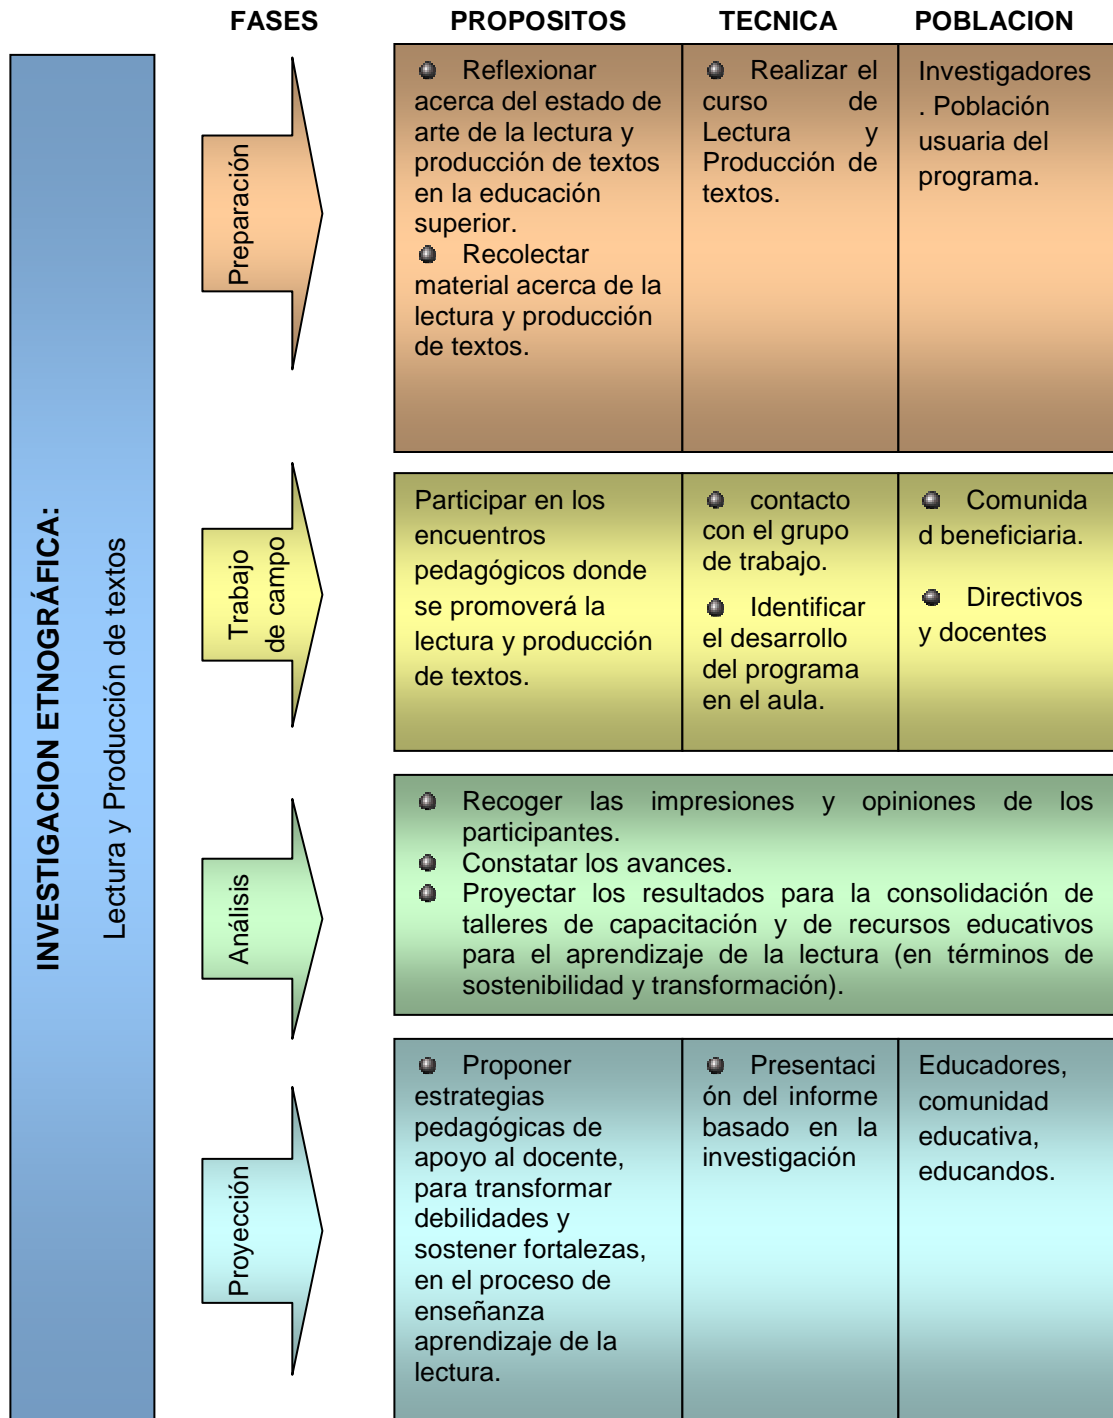 FASES PROPOSITOS TECNICA POBLACION
INVESTIGACION ETNOGRÁFICA:
Lectura y Producción de textos
Preparación
Reflexionar
acerca del estado de
arte de la lectura y
producción de textos
en la educación
superior.
Recolectar
material acerca de la
lectura y producción
de textos.
Realizar el
curso de
Lectura y
Producción de
textos.
Investigadores
. Población
usuaria del
programa.
Trabajo
de campo
Participar en los
encuentros
pedagógicos donde
se promoverá la
lectura y producción
de textos.
contacto
con el grupo
de trabajo.
Identificar
el desarrollo
del programa
en el aula.
Comunida
d beneficiaria.
Directivos
y docentes
Análisis
Recoger las impresiones y opiniones de los
participantes.
Constatar los avances.
Proyectar los resultados para la consolidación de
talleres de capacitación y de recursos educativos
para el aprendizaje de la lectura (en términos de
sostenibilidad y transformación).
Proyección
Proponer
estrategias
pedagógicas de
apoyo al docente,
para transformar
debilidades y
sostener fortalezas,
en el proceso de
enseñanza
aprendizaje de la
lectura.
Presentaci
ón del informe
basado en la
investigación
Educadores,
comunidad
educativa,
educandos.